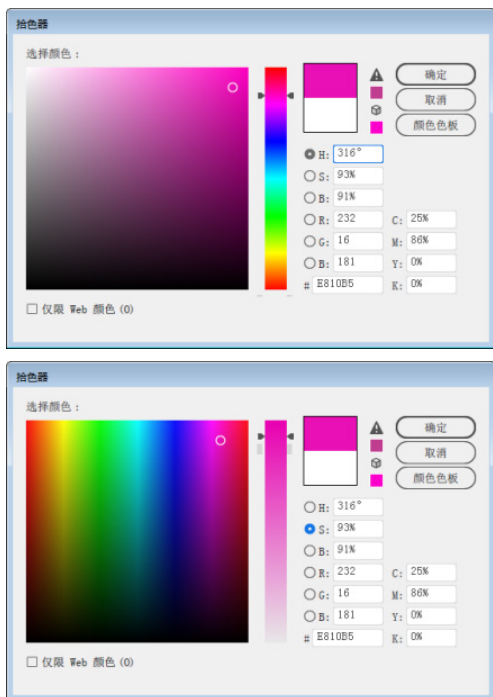 拾色器
选择颜色：
确定
取消
颜色色板
H: 316°
S: 93%
B: 91%
R: 232 C: 25%
G: 16 M: 86%
B: 181 Y: 0%
# E810B5 K: 0%
仅限 Web 颜色 (O)
拾色器
选择颜色：
确定
取消
颜色色板
H: 316°
S: 93%
B: 91%
R: 232 C: 25%
G: 16 M: 86%
B: 181 Y: 0%
# E810B5 K: 0%
仅限 Web 颜色 (O)